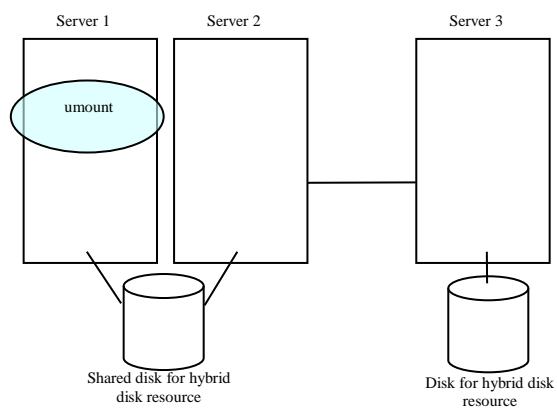 Server 1
Server 2
Server 3
umount
Shared disk for hybrid
disk resource
Disk for hybrid disk
resource